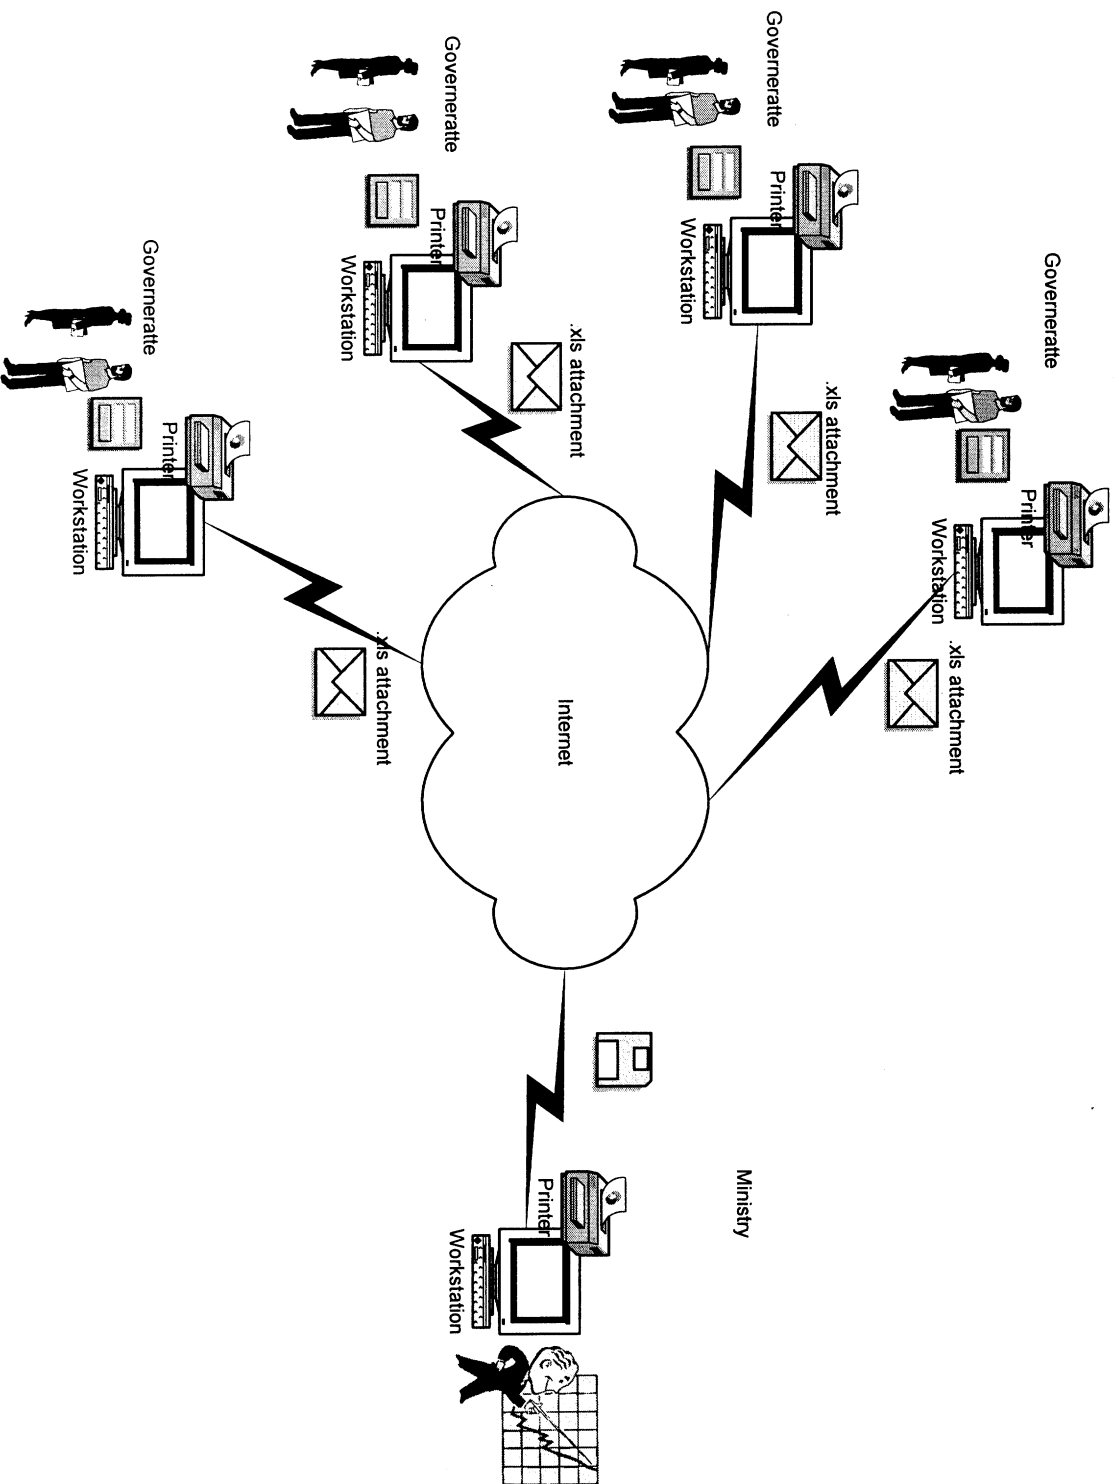 Governeratte
Printer
Workstation
.xls attachment
Governeratte
Printer
Workstation
.xls attachment
Governeratte
Printer
Workstation
.xls attachment
Governeratte
Printer
Workstation
.xls attachment
Internet
Ministry
Printer
Workstation